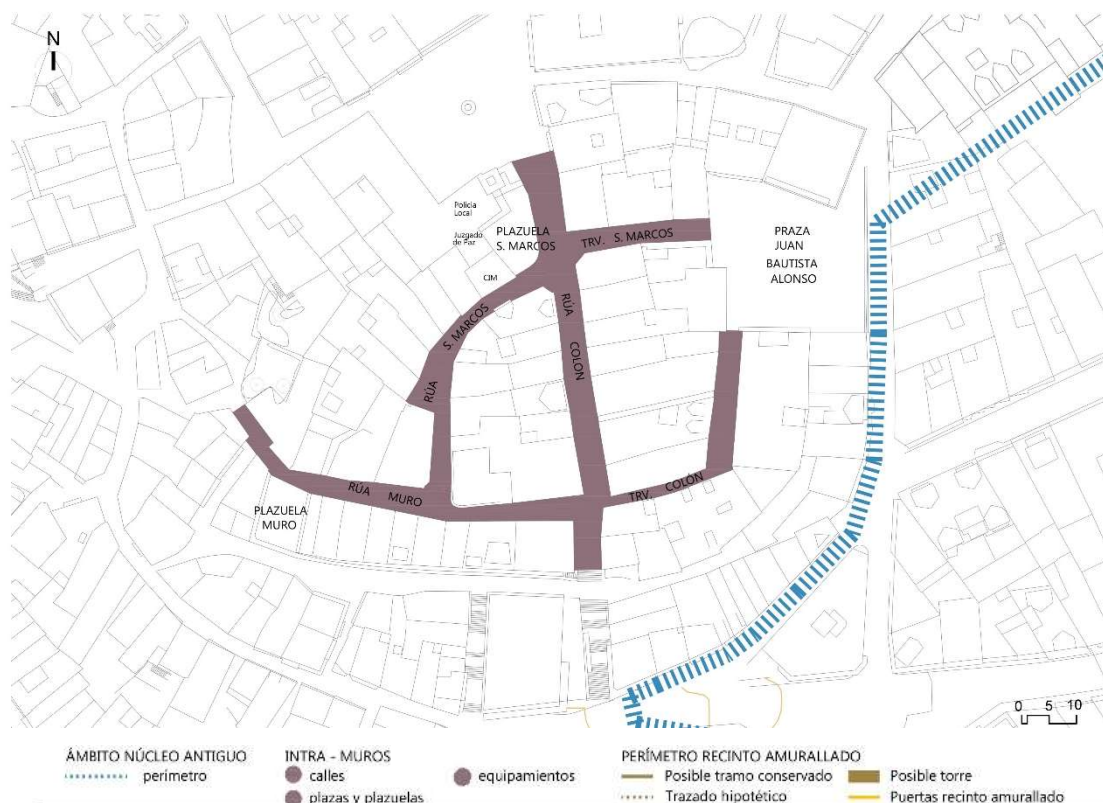 N
Policía
Local
Juzgado
de Paz
PLAZUELA
S. MARCOS
TRV. S. MARCOS
CIM
PRAZA
JUAN
BAUTISTA
ALONSO
RÚA S. MARCOS
RÚA COLON
RÚA MURO
TRV. COLÓN
PLAZUELA
MURO
0 5 10
ÁMBITO NÚCLEO ANTIGUO
perímetro
INTRA - MUROS
calles
equipamientos
plazas y plazuelas
PERÍMETRO RECINTO AMURALLADO
Posible tramo conservado
Posible torre
Trazado hipotético
Puertas recinto amurallado